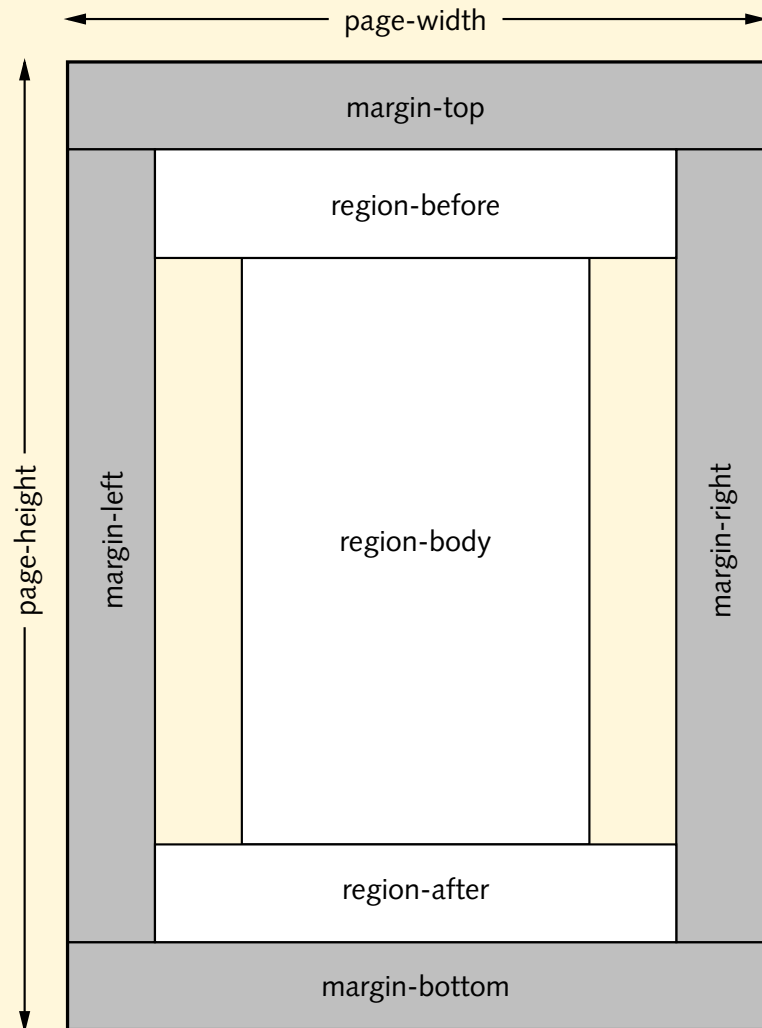 page-width
margin-top
region-before
page-height
margin-left
region-body
margin-right
region-after
margin-bottom